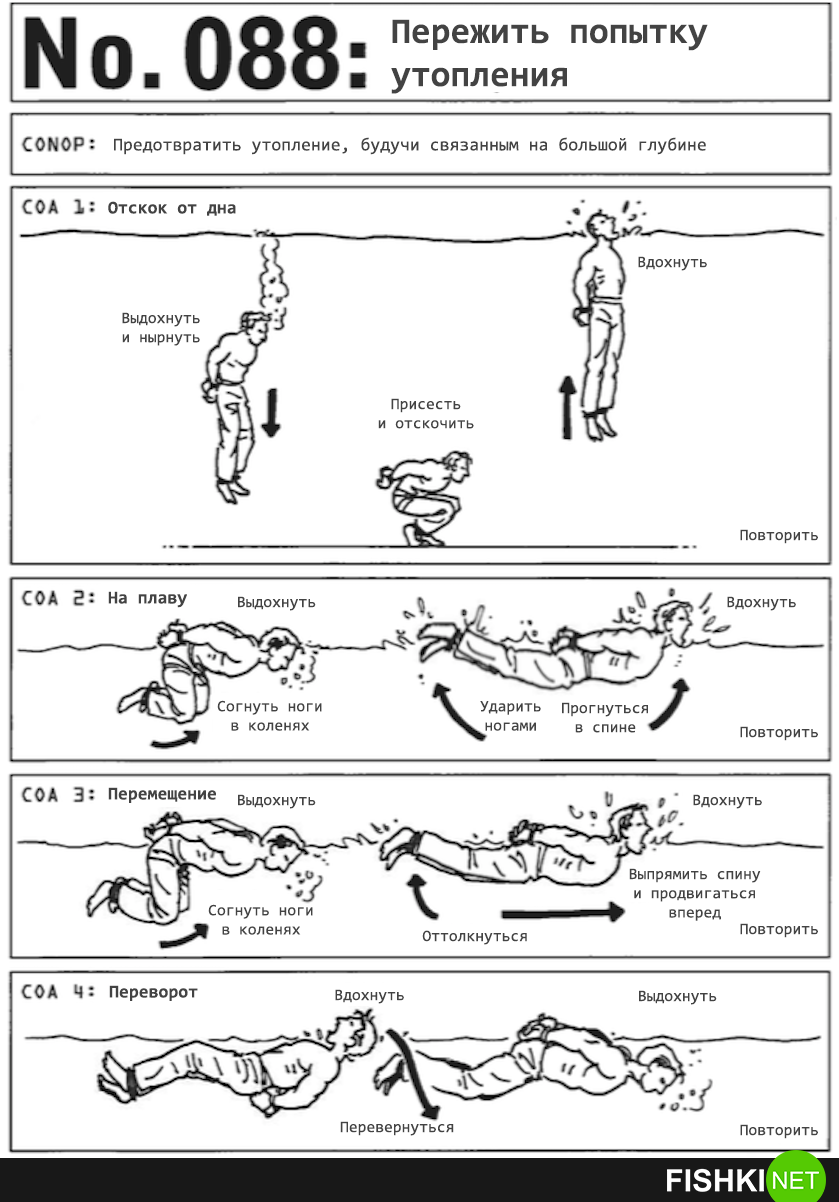 No. 088:
Пережить попытку
утопления
CONOP: Предотвратить утопление, будучи связанным на большой глубине
COA 1: Отскок от дна
Вдохнуть
Выдохнуть
и нырнуть
Присесть
и отскочить
Повторить
COA 2: На плаву
Выдохнуть
Вдохнуть
Согнуть ноги
в коленях
Ударить
ногами
Прогнуться
в спине
Повторить
COA 3: Перемещение
Выдохнуть
Вдохнуть
Согнуть ноги
в коленях
Оттолкнуться
Выпрямить спину
и продвигаться
вперед
Повторить
COA 4: Переворот
Вдохнуть
Выдохнуть
Перевернуться
Повторить
FISHKINET